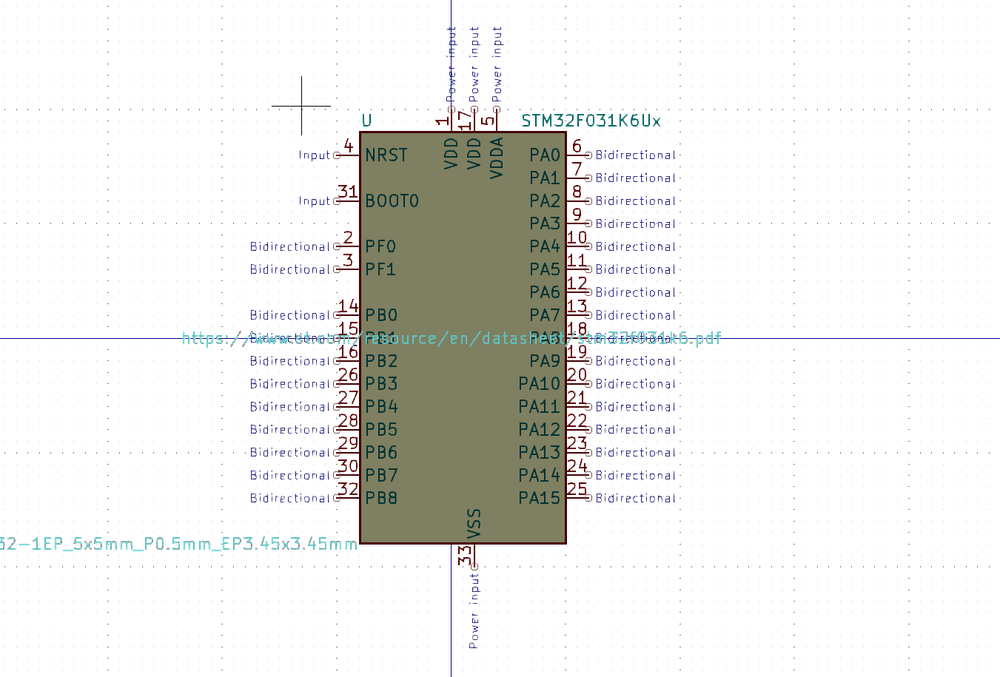 Power input Power input Power input
U STM32F031K6Ux
1 17 5
VDD VDD VDDA
Input 4 NRST PA0 6 Bidirectional
PA1 7 Bidirectional
Input 31 BOOT0 PA2 8 Bidirectional
PA3 9 Bidirectional
Bidirectional 2 PF0 PA4 10 Bidirectional
Bidirectional 3 PF1 PA5 11 Bidirectional
PA6 12 Bidirectional
Bidirectional 14 PB0 PA7 13 Bidirectional
Bidirectional 15 PB1 PA8 18 Bidirectional
https://www.st.com/resource/en/datasheet/stm32f031k6.pdf
Bidirectional 16 PB2 PA9 19 Bidirectional
Bidirectional 26 PB3 PA10 20 Bidirectional
Bidirectional 27 PB4 PA11 21 Bidirectional
Bidirectional 28 PB5 PA12 22 Bidirectional
Bidirectional 29 PB6 PA13 23 Bidirectional
Bidirectional 30 PB7 PA14 24 Bidirectional
Bidirectional 32 PB8 PA15 25 Bidirectional
VSS
32-1EP_5x5mm_P0.5mm_EP3.45x3.45mm
33
Power input